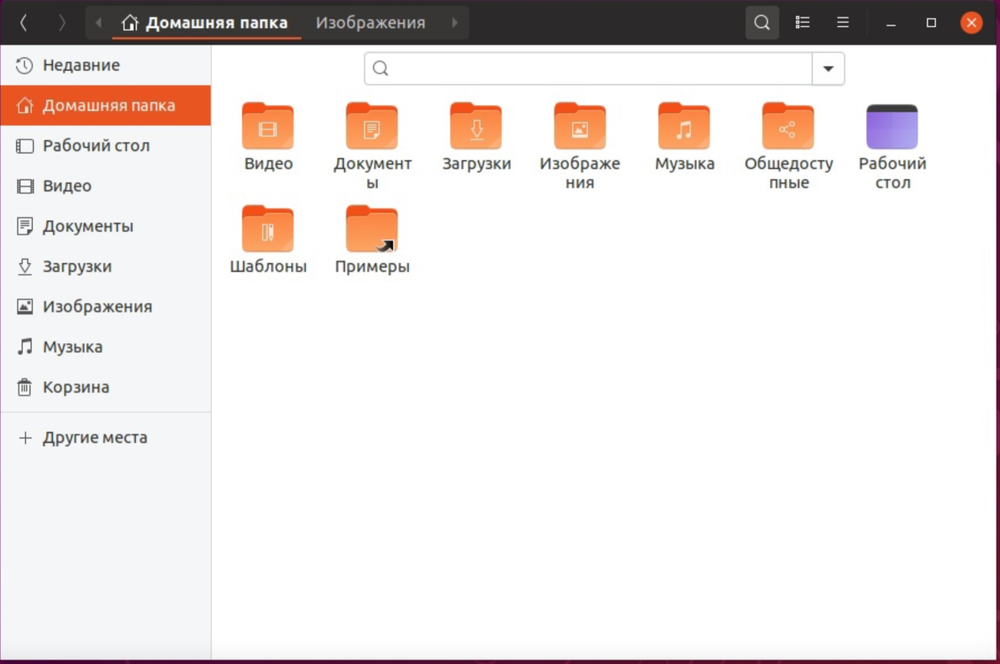 Домашняя папка Изображения
Недавние
Домашняя папка
Рабочий стол
Видео
Документы
Загрузки
Изображения
Музыка
Корзина
Другие места
Видео
Документ
ы
Загрузки
Изображе
ния
Музыка
Общедосту
пные
Рабочий
стол
Шаблоны
Примеры